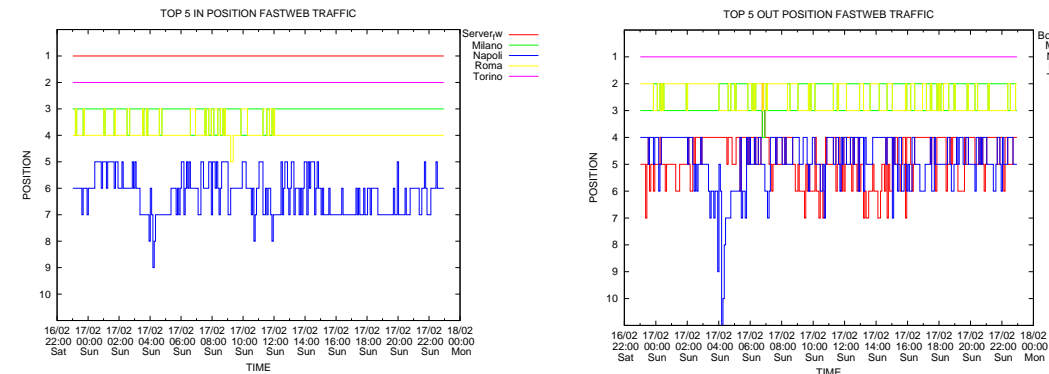 TOP 5 IN POSITION FASTWEB TRAFFIC
Server,w
Milano
Napoli
Roma
Torino
1
2
3
4
5
6
7
8
9
10
POSITION
16/02 17/02 17/02 17/02 17/02 17/02 17/02 17/02 17/02 17/02 17/02 17/02 17/02 18/02
22:00 00:00 02:00 04:00 06:00 08:00 10:00 12:00 14:00 16:00 18:00 20:00 22:00 00:00
Sat Sun Sun Sun Sun Sun Sun Sun Sun Sun Sun Sun Sun Mon
TIME
TOP 5 OUT POSITION FASTWEB TRAFFIC
Bo
M
1
2
3
4
5
6
7
8
9
10
POSITION
16/02 17/02 17/02 17/02 17/02 17/02 17/02 17/02 17/02 17/02 17/02 17/02 17/02 18/02
22:00 00:00 02:00 04:00 06:00 08:00 10:00 12:00 14:00 16:00 18:00 20:00 22:00 00:00
Sat Sun Sun Sun Sun Sun Sun Sun Sun Sun Sun Sun Sun Mon
TIME